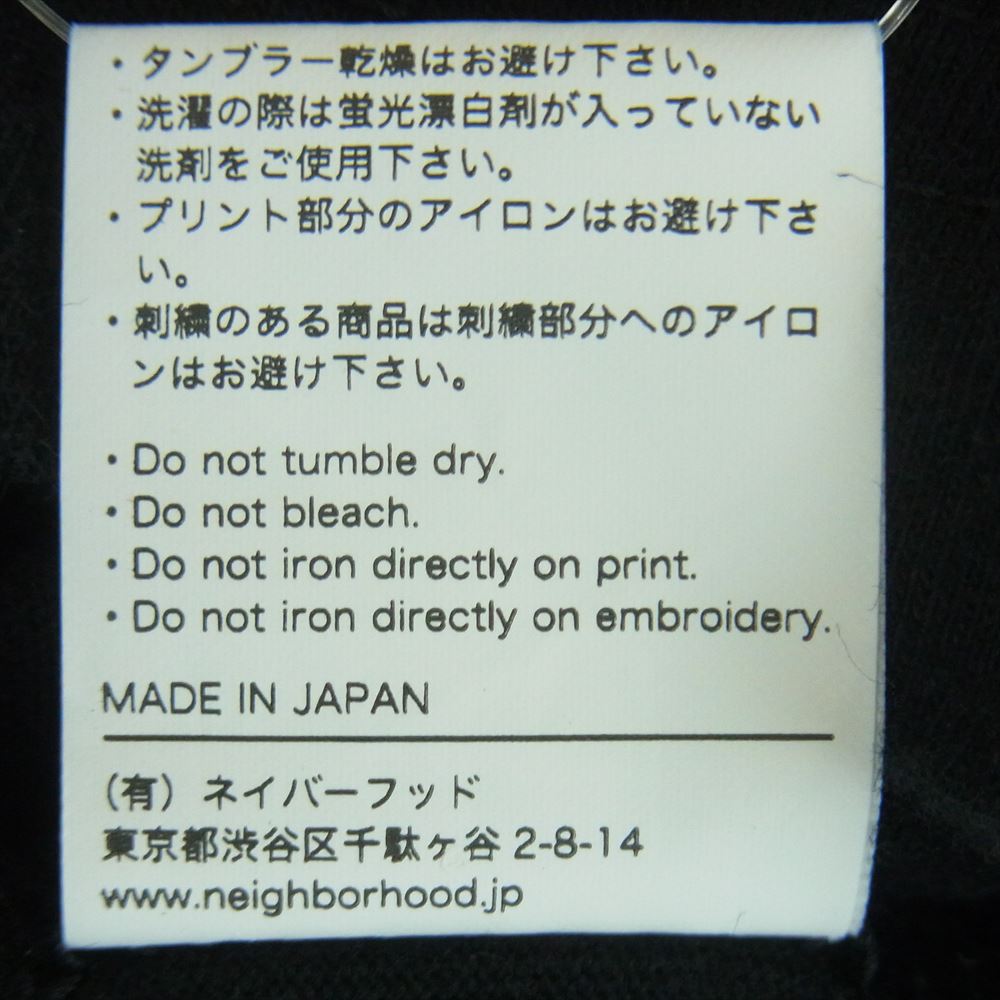 ・タンブラー乾燥はお避け下さい。
・洗濯の際は蛍光漂白剤が入っていない
洗剤をご使用下さい。
・プリント部分のアイロンはお避け下さ
い。
・刺繍のある商品は刺繍部分へのアイロ
ンはお避け下さい。
・Do not tumble dry.
・Do not bleach.
・Do not iron directly on print.
・Do not iron directly on embroidery.
MADE IN JAPAN
（有）ネイバーフッド
東京都渋谷区千駄ヶ谷 2-8-14
www.neighborhood.jp